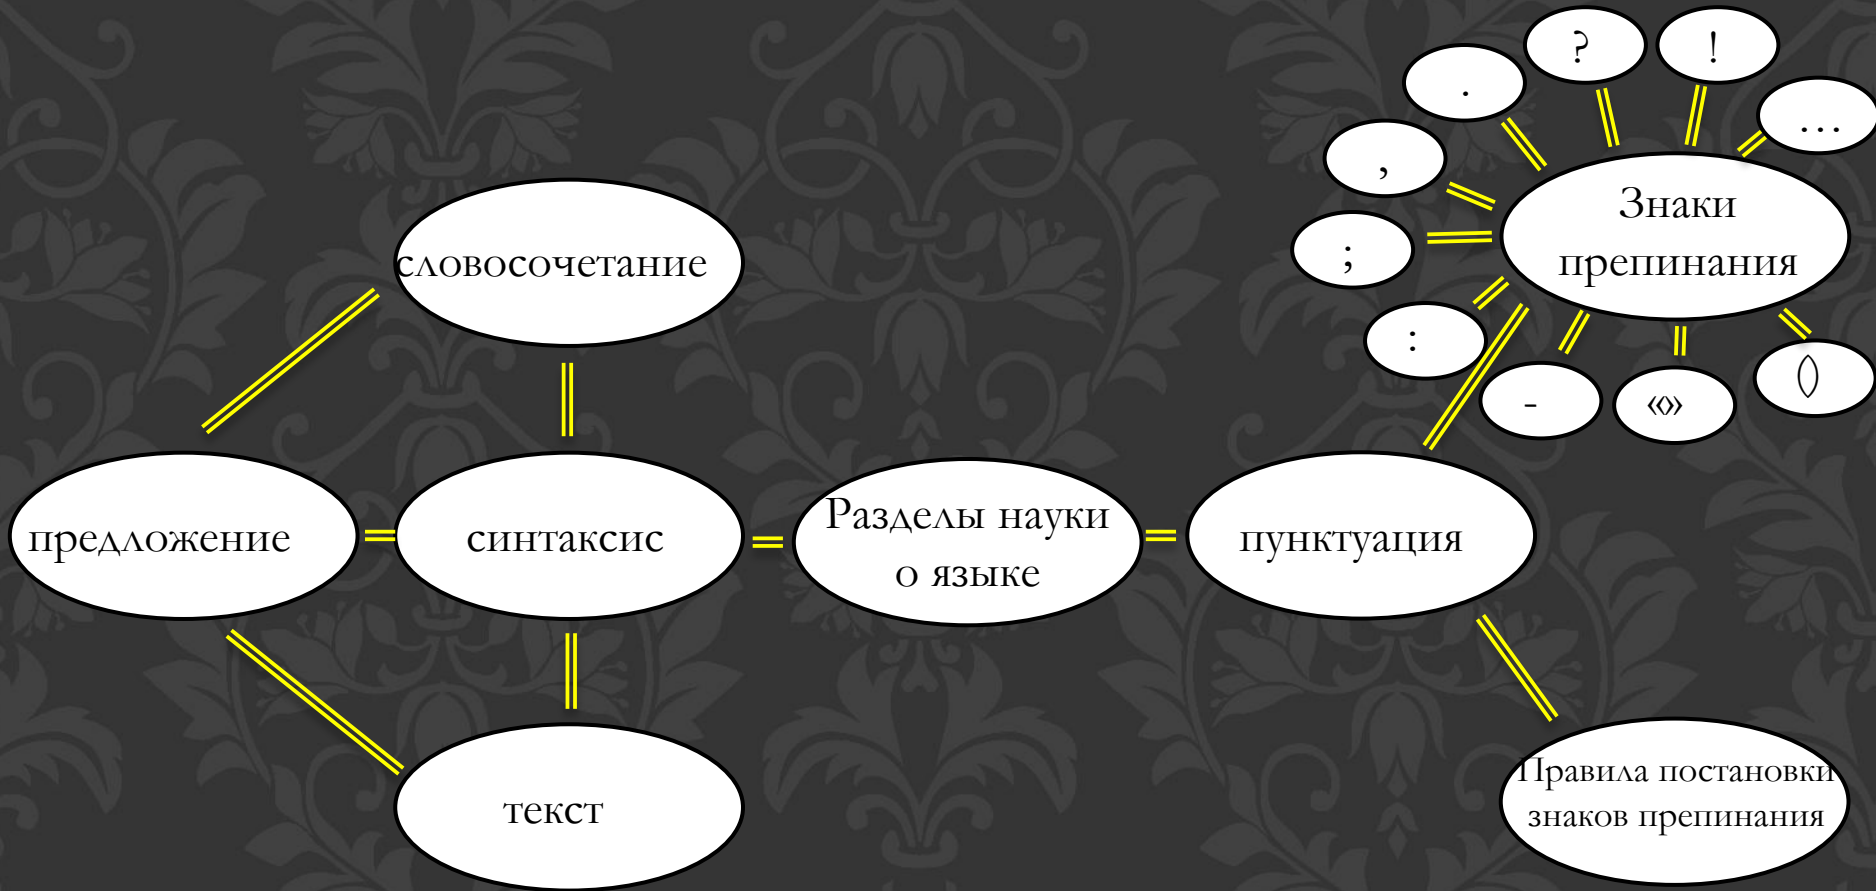 ?
!
.
…
,
Знаки
препинания
;
:
-
«»
()
словосочетание
предложение
синтаксис
Разделы науки
о языке
пунктуация
текст
Правила постановки
знаков препинания